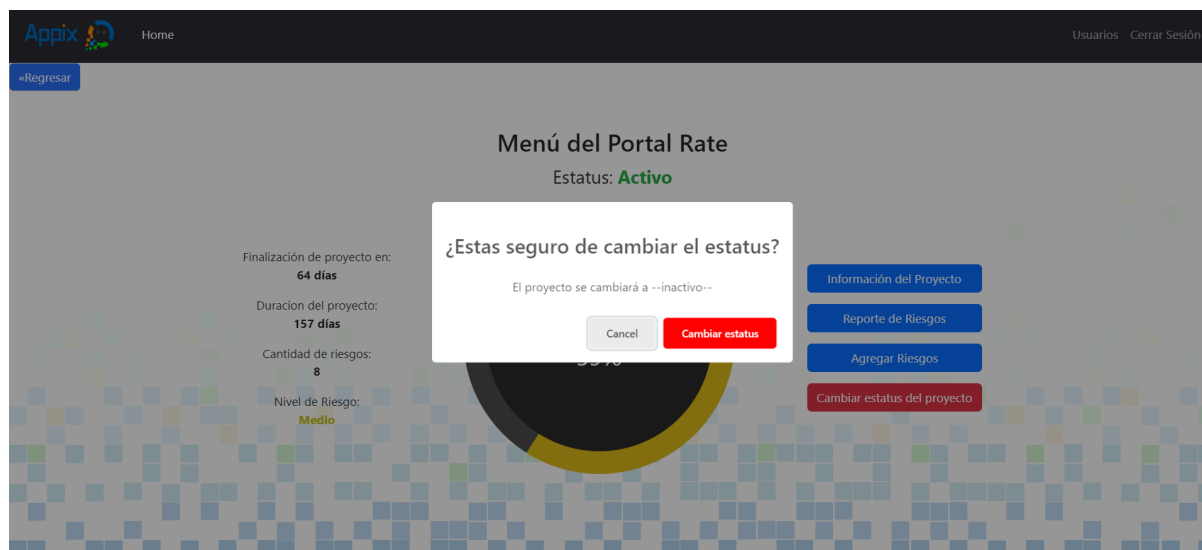 Appix Home Usuarios Cerrar Sesión
«Regresar
Menú del Portal Rate
Estatus: Activo
¿Estas seguro de cambiar el estatus?
El proyecto se cambiará a --inactivo--
Cancel Cambiar estatus
Finalización de proyecto en:
64 días
Duracion del proyecto:
157 días
Cantidad de riesgos:
8
Nivel de Riesgo:
Medio
Información del Proyecto
Reporte de Riesgos
Agregar Riesgos
Cambiar estatus del proyecto